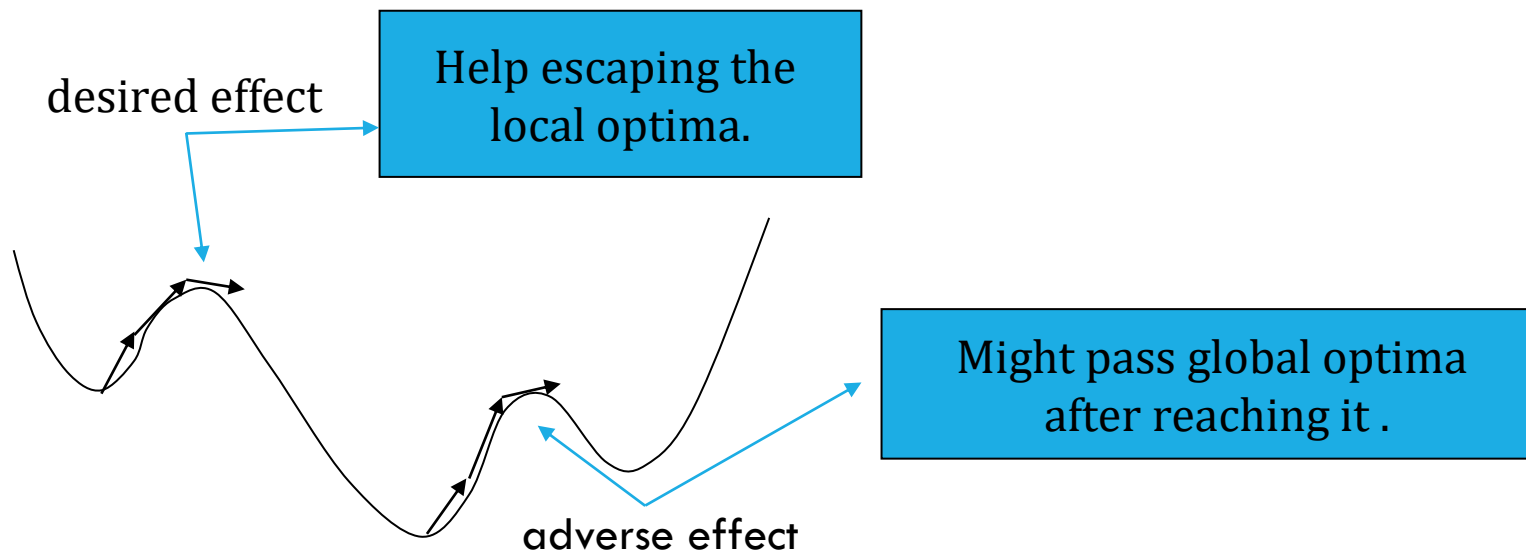 desired effect
Help escaping the
local optima.
Might pass global optima
after reaching it .
adverse effect